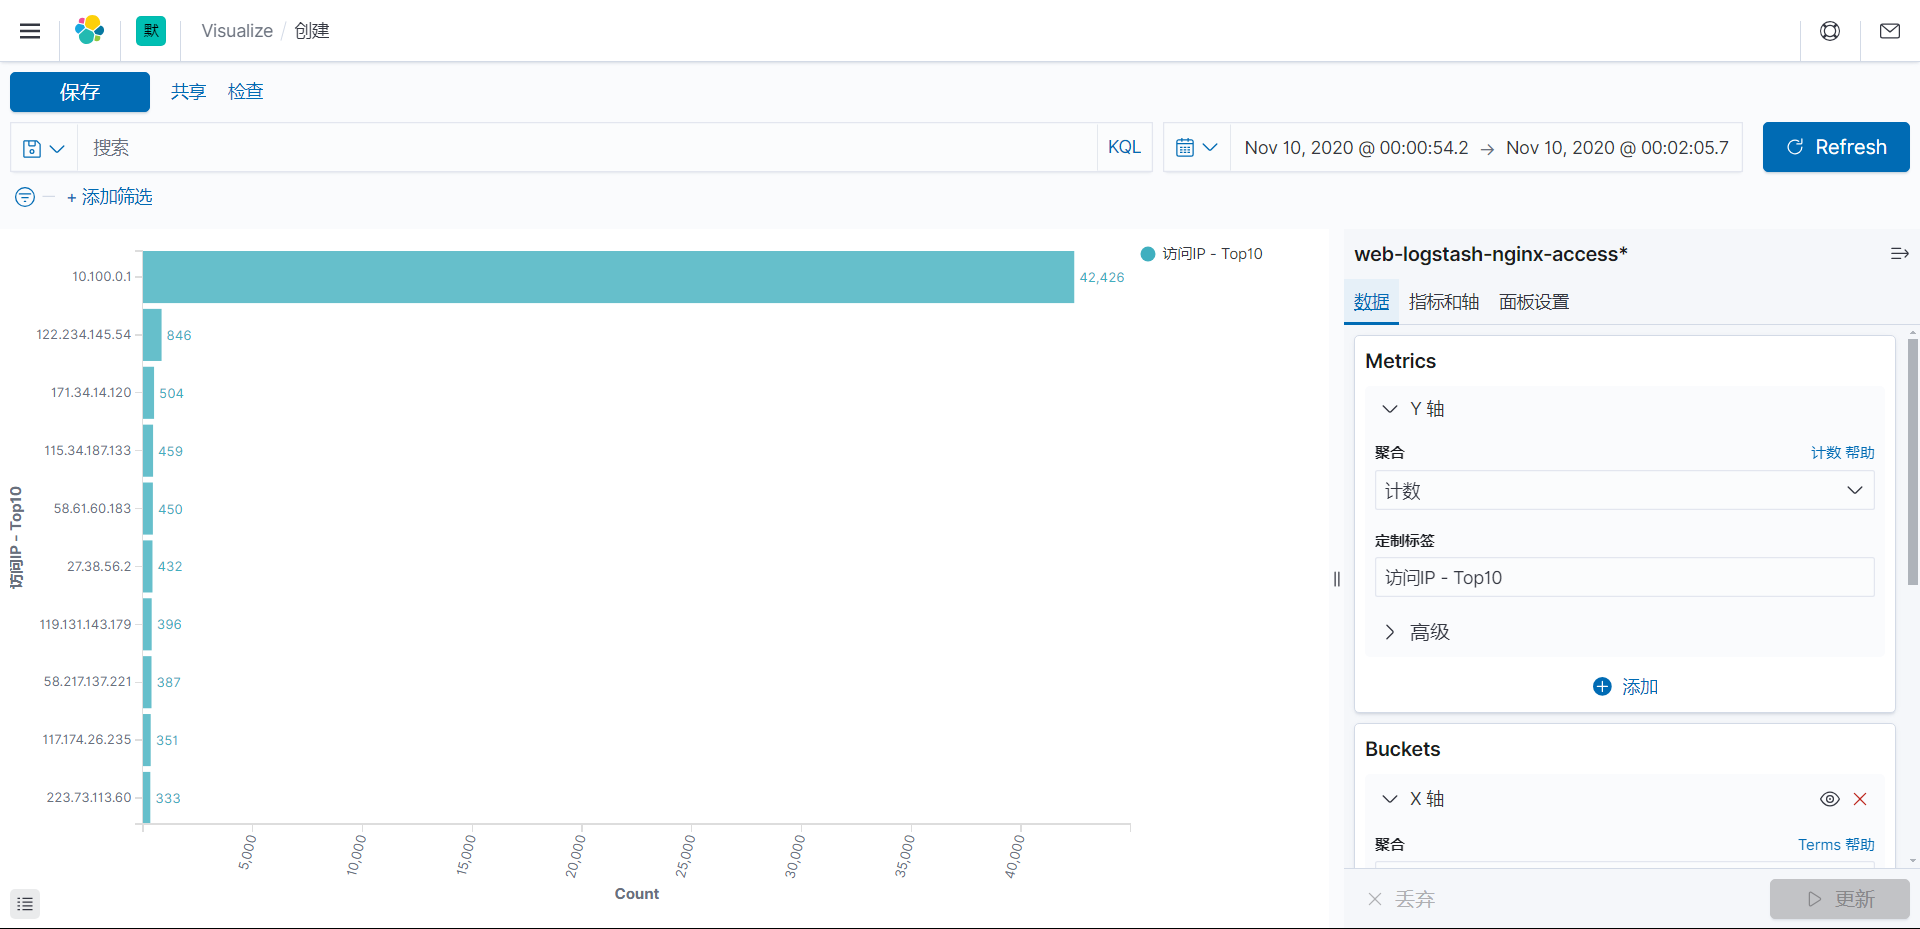 默
Visualize / 创建
保存 共享 检查
搜索 KQL Nov 10, 2020 @ 00:00:54.2 → Nov 10, 2020 @ 00:02:05.7 Refresh
+ 添加筛选
访问IP - Top10
10.100.0.1 42,426
122.234.145.54 846
171.34.14.120 504
115.34.187.133 459
58.61.60.183 450
27.38.56.2 432
119.131.143.179 396
58.217.137.221 387
117.174.26.235 351
223.73.113.60 333
访问IP - Top10
5,000 10,000 15,000 20,000 25,000 30,000 35,000 40,000
Count
web-logstash-nginx-access*
数据 指标和轴 面板设置
Metrics
Y 轴
聚合 计数 帮助
计数
定制标签
访问IP - Top10
高级
添加
Buckets
X 轴
聚合 Terms 帮助
丢弃 更新